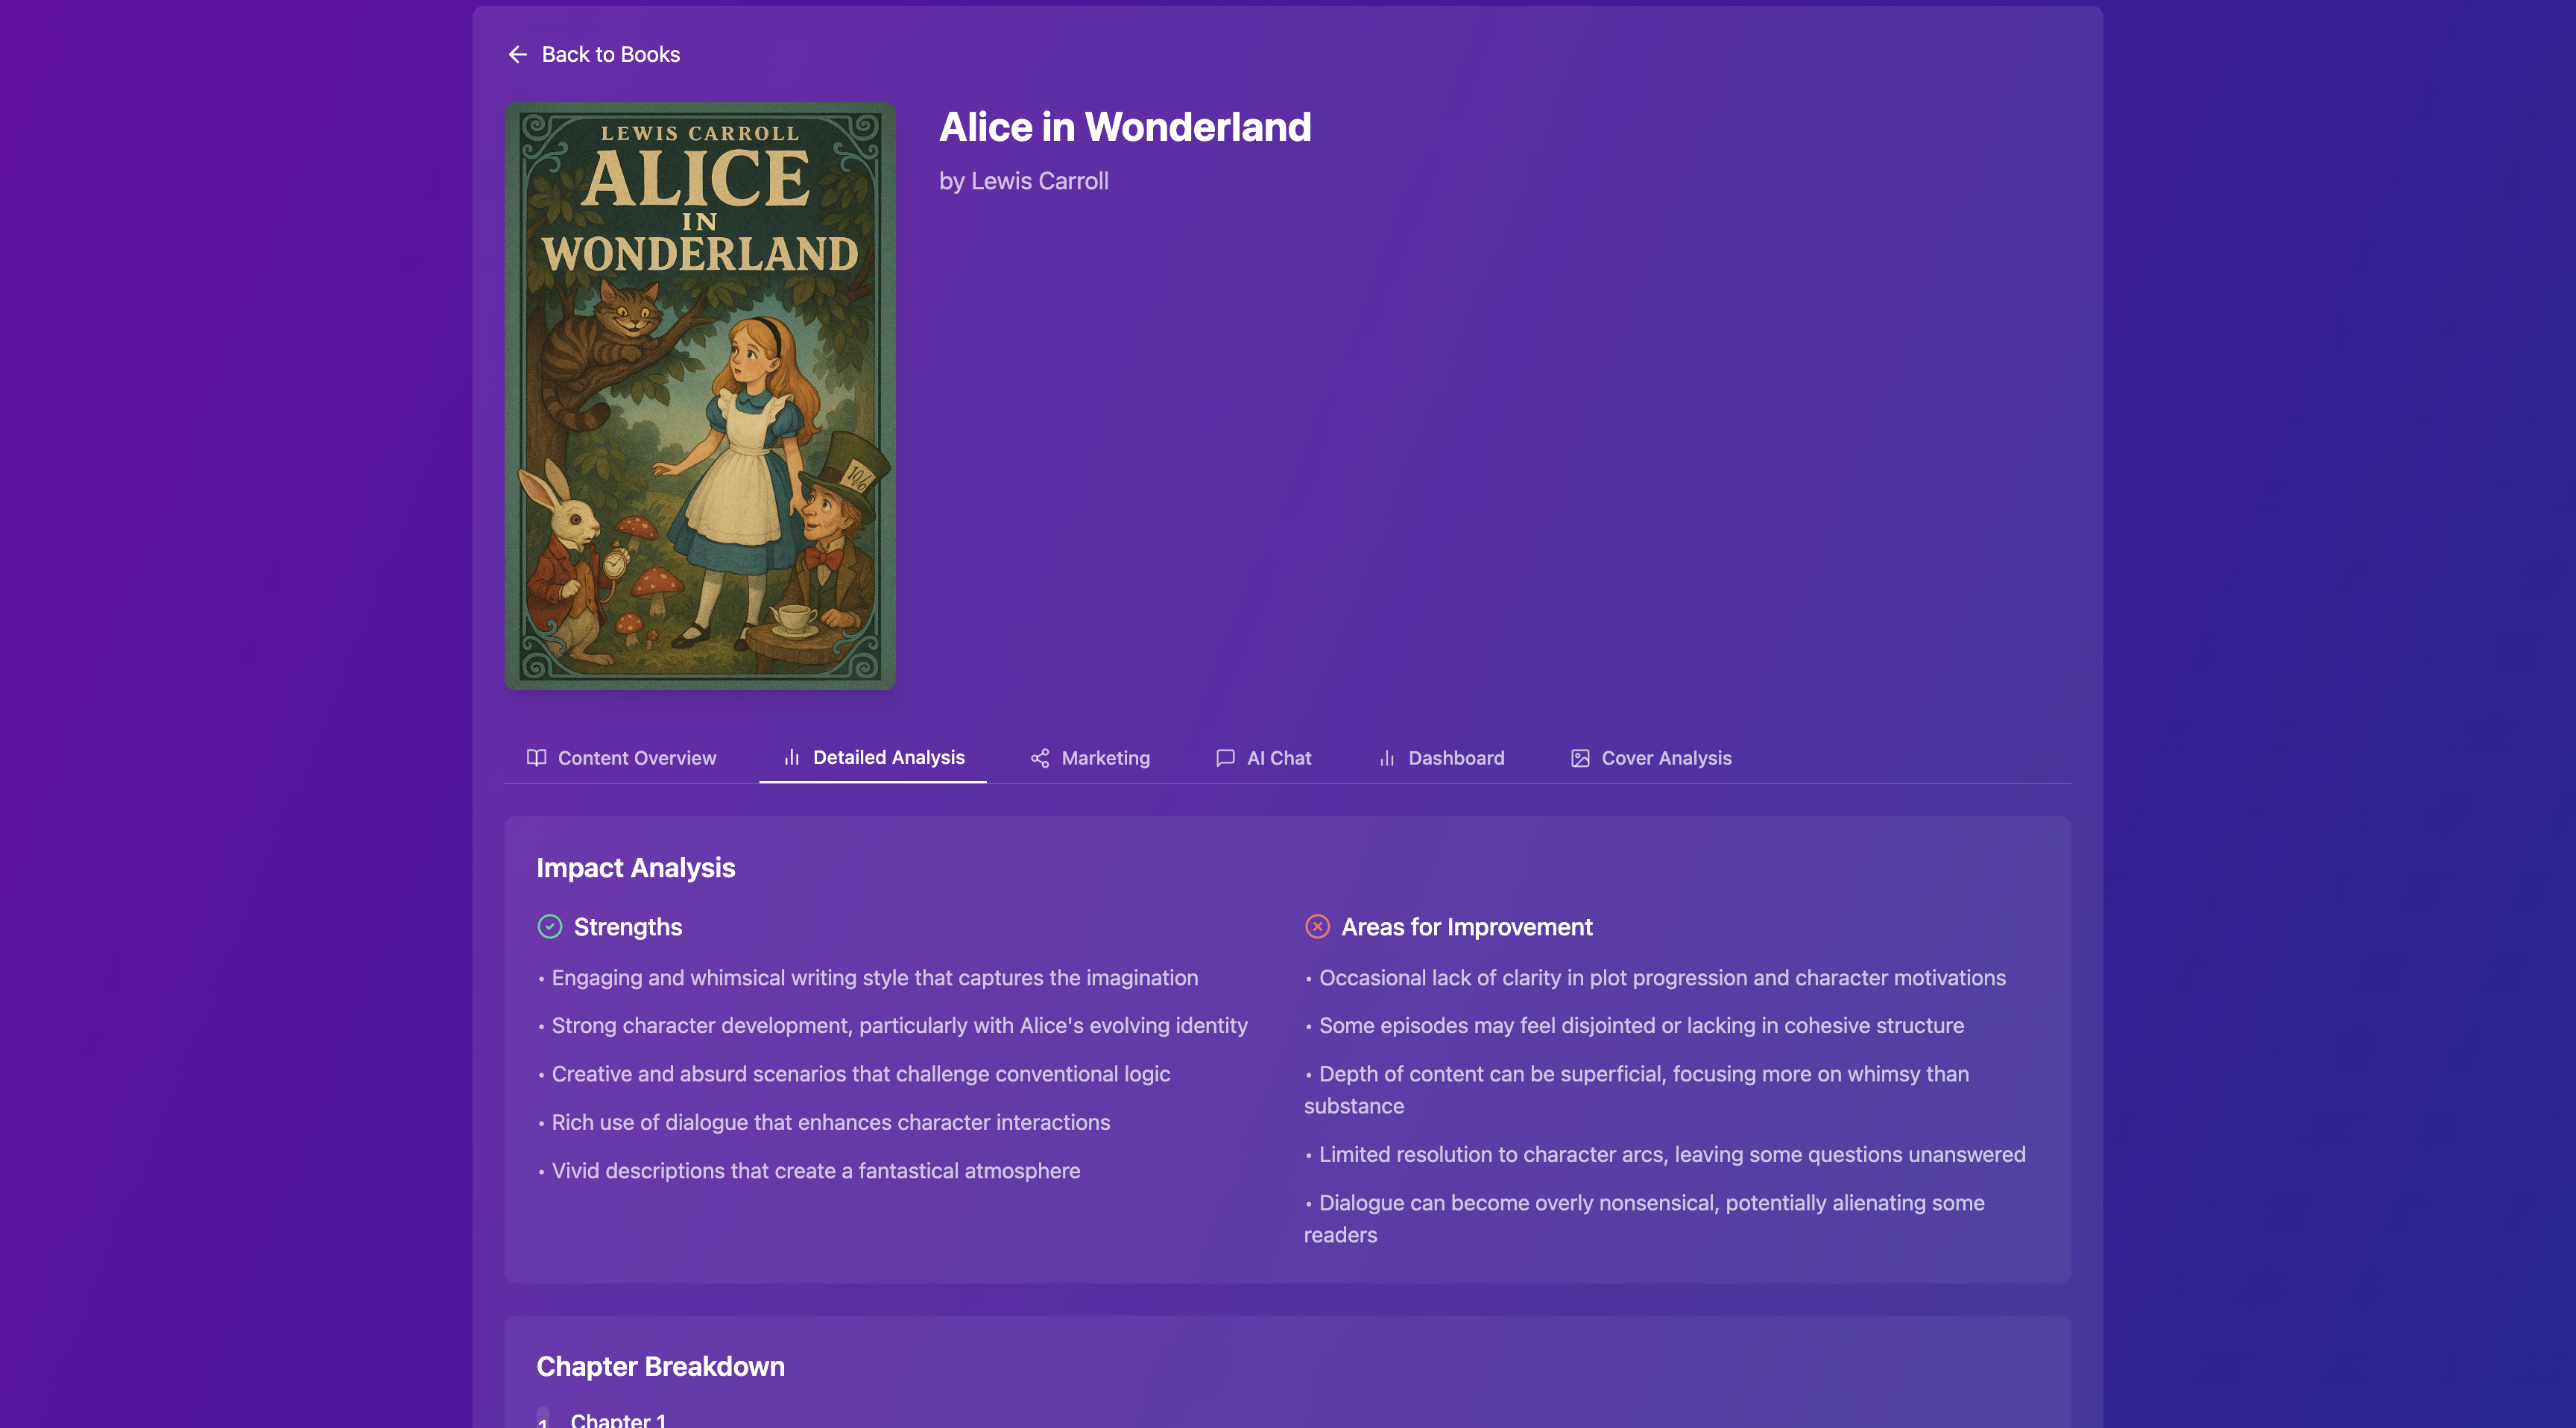 Back to Books
LEWIS CARROLL
ALICE
IN
WONDERLAND
10/6
Alice in Wonderland
by Lewis Carroll
Content Overview
Detailed Analysis
Marketing
AI Chat
Dashboard
Cover Analysis
Impact Analysis
Strengths
• Engaging and whimsical writing style that captures the imagination
• Strong character development, particularly with Alice's evolving identity
• Creative and absurd scenarios that challenge conventional logic
• Rich use of dialogue that enhances character interactions
• Vivid descriptions that create a fantastical atmosphere
Areas for Improvement
• Occasional lack of clarity in plot progression and character motivations
• Some episodes may feel disjointed or lacking in cohesive structure
• Depth of content can be superficial, focusing more on whimsy than
substance
• Limited resolution to character arcs, leaving some questions unanswered
• Dialogue can become overly nonsensical, potentially alienating some
readers
Chapter Breakdown
1 Chapter 1